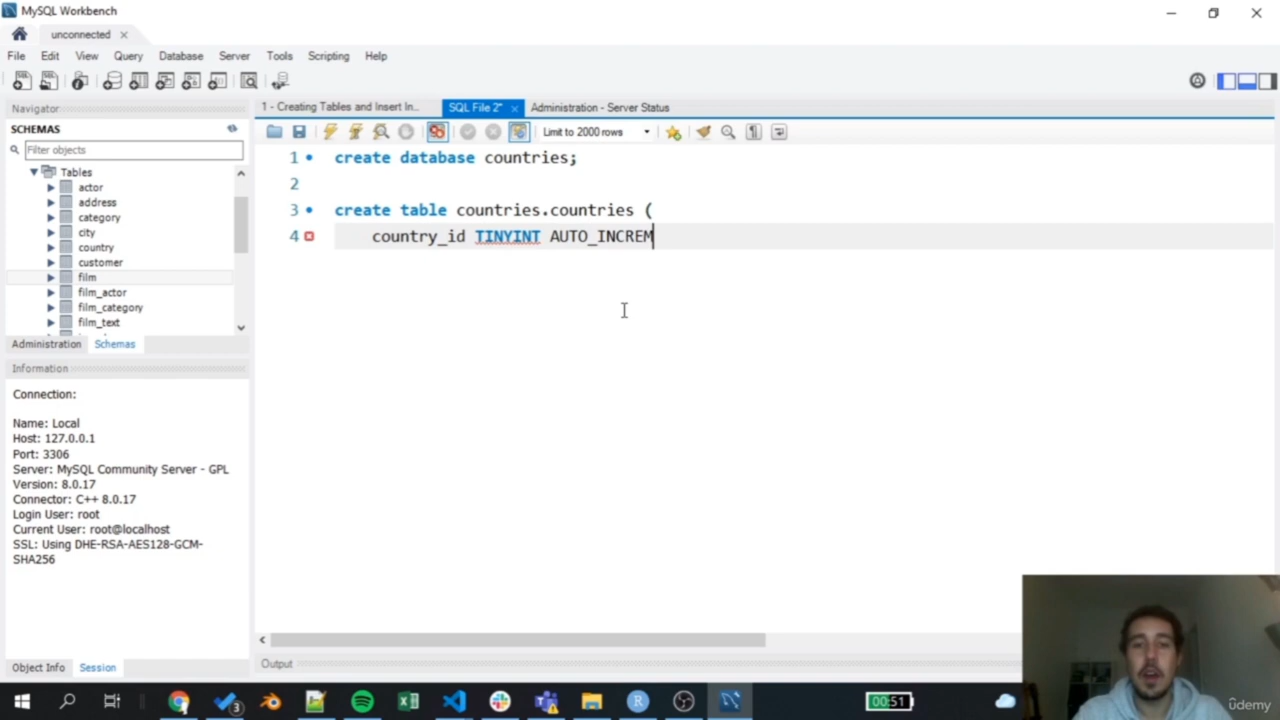 MySQL Workbench
unconnected
File Edit View Query Database Server Tools Scripting Help
Navigator
SCHEMAS
Filter objects
Tables
actor
address
category
city
country
customer
film
film_actor
film_category
film_text
Administration Schemas
Information
Connection:
Name: Local
Host: 127.0.0.1
Port: 3306
Server: MySQL Community Server - GPL
Version: 8.0.17
Connector: C++ 8.0.17
Login User: root
Current User: root@localhost
SSL: Using DHE-RSA-AES128-GCM-
SHA256
Object Info Session
1 - Creating Tables and Insert In... SQL File 2* Administration - Server Status
Limit to 2000 rows
1 create database countries;
2
3 create table countries.countries (
4 country_id TINYINT AUTO_INCREM
Output
3
00:51
ûdemy